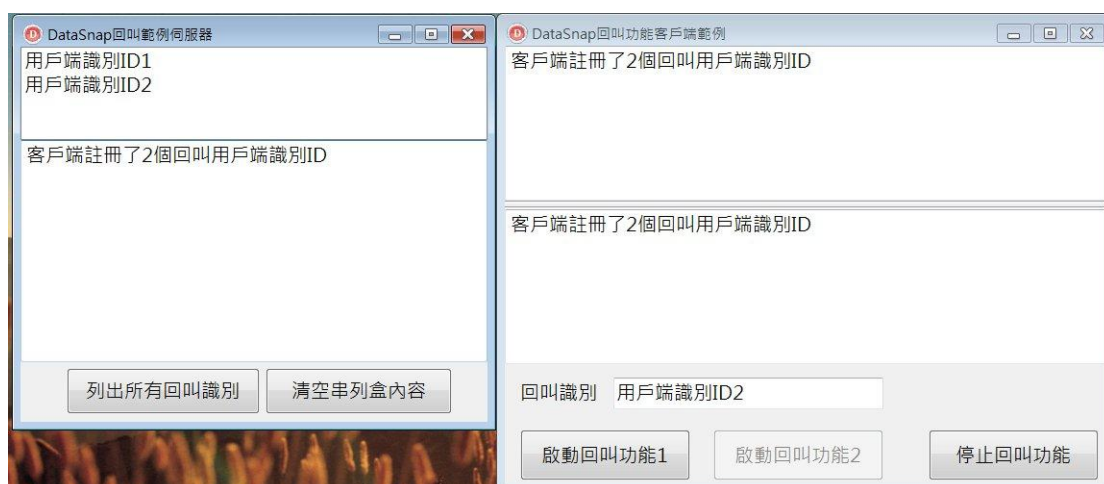 DataSnap回叫範例伺服器
用戶端識別ID1
用戶端識別ID2
客戶端註冊了2個回叫用戶端識別ID
列出所有回叫識別
清空串列盒內容
DataSnap回叫功能客戶端範例
客戶端註冊了2個回叫用戶端識別ID
客戶端註冊了2個回叫用戶端識別ID
回叫識別 用戶端識別ID2
啟動回叫功能1 啟動回叫功能2 停止回叫功能